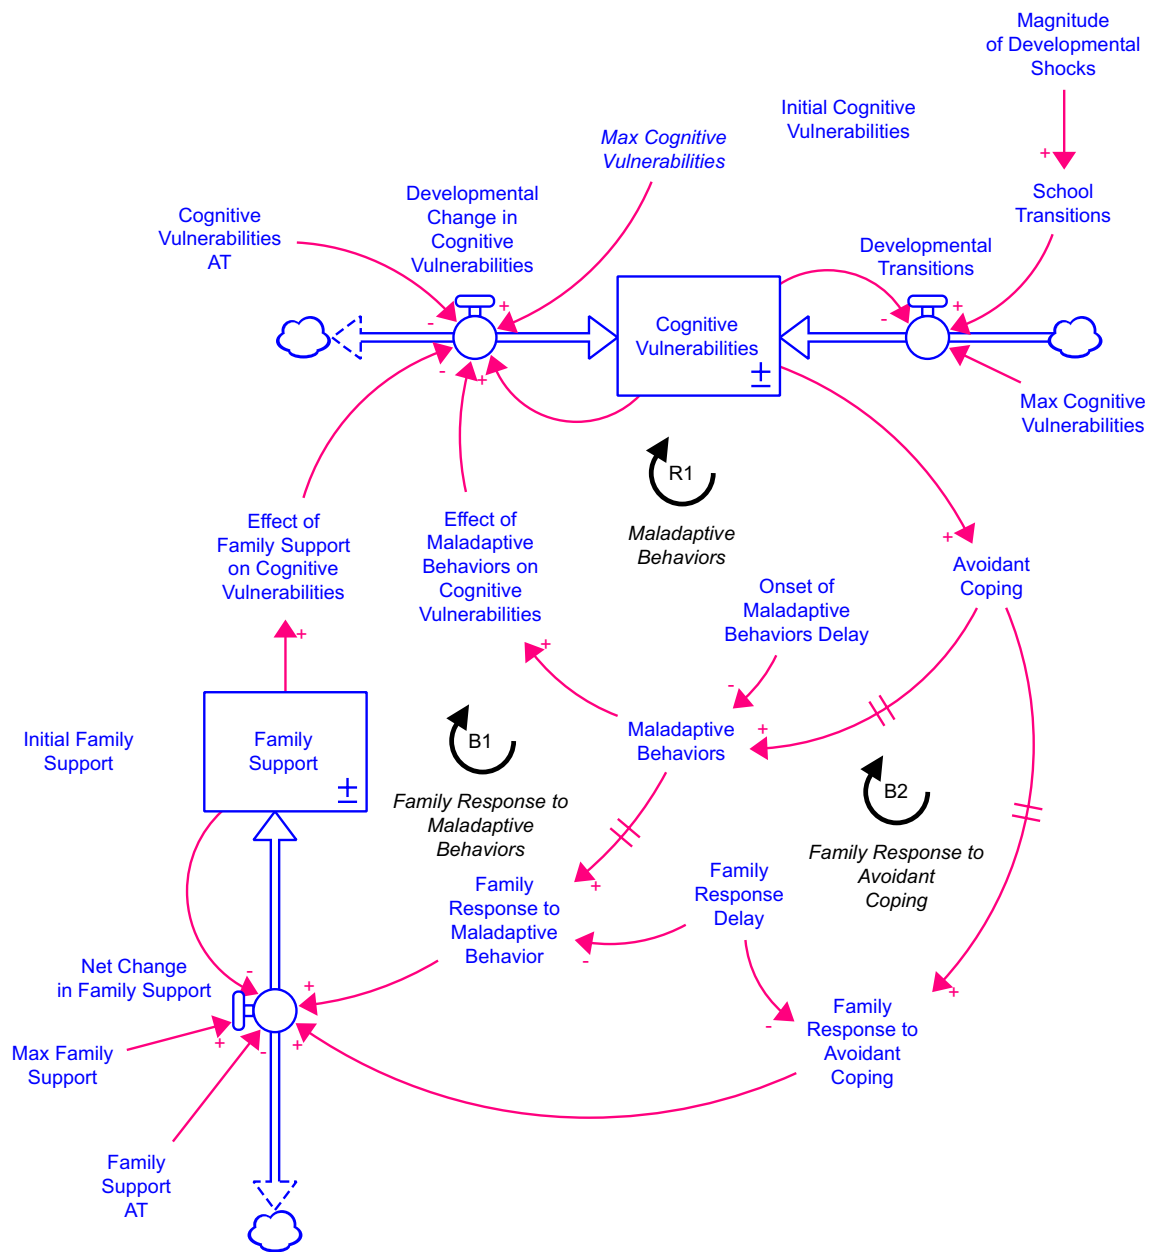 Magnitude
of Developmental
Shocks
Initial Cognitive
Vulnerabilities
Max Cognitive
Vulnerabilities
+
School
Transitions
Developmental
Change in
Cognitive
Vulnerabilities
Cognitive
Vulnerabilities
AT
Developmental
Transitions
+
-
+
-
Cognitive
Vulnerabilities
±
-
+
Max Cognitive
Vulnerabilities
R1
Maladaptive
Behaviors
Effect of
Family Support
on Cognitive
Vulnerabilities
Effect of
Maladaptive
Behaviors on
Cognitive
Vulnerabilities
+
Avoidant
Coping
Onset of
Maladaptive
Behaviors Delay
+
+
-
+
Maladaptive
Behaviors
Initial Family
Support
Family
Support
±
B1
Family Response to
Maladaptive
Behaviors
B2
Family Response to
Avoidant
Coping
Family
Response
Delay
+
Family
Response to
Maladaptive
Behavior
-
Net Change
in Family Support
-
+
+
-
+
+
-
Family
Response to
Avoidant
Coping
Max Family
Support
Family
Support
AT